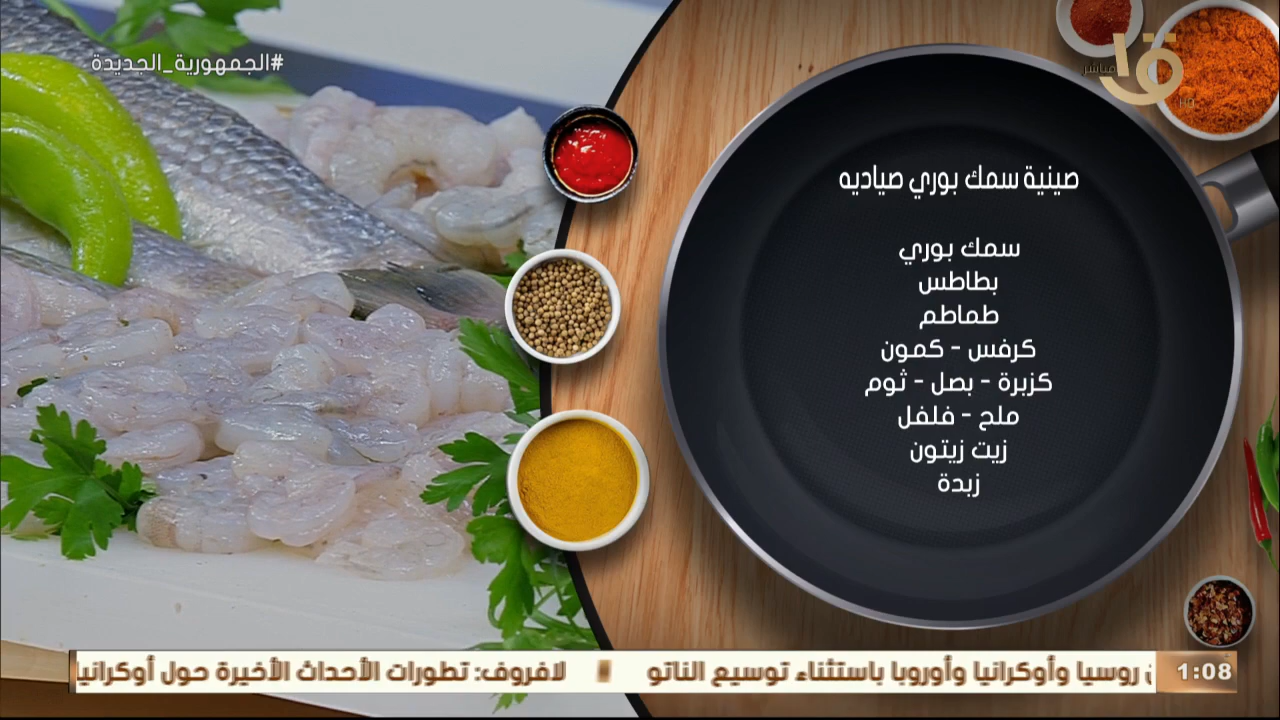 #الجمهورية_الجديدة
مباشر
HD
صينية سمك بوري صياديه
سمك بوري
بطاطس
طماطم
كرفس - كمون
كزبرة - بصل - ثوم
ملح - فلفل
زيت زيتون
زبدة
1:08
روسيا وأوكرانيا وأوروبا باستثناء توسيع الناتو
لافروف: تطورات الأحداث الأخيرة حول أوكرانيا